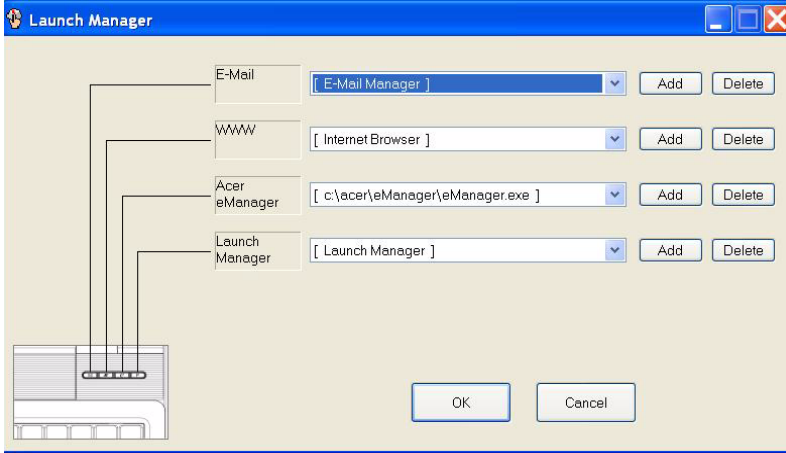 Launch Manager
E-Mail
[ E-Mail Manager ]
Add
Delete
WWW
[ Internet Browser ]
Add
Delete
Acer
eManager
[ c:\acer\eManager\eManager.exe ]
Add
Delete
Launch
Manager
[ Launch Manager ]
Add
Delete
OK
Cancel